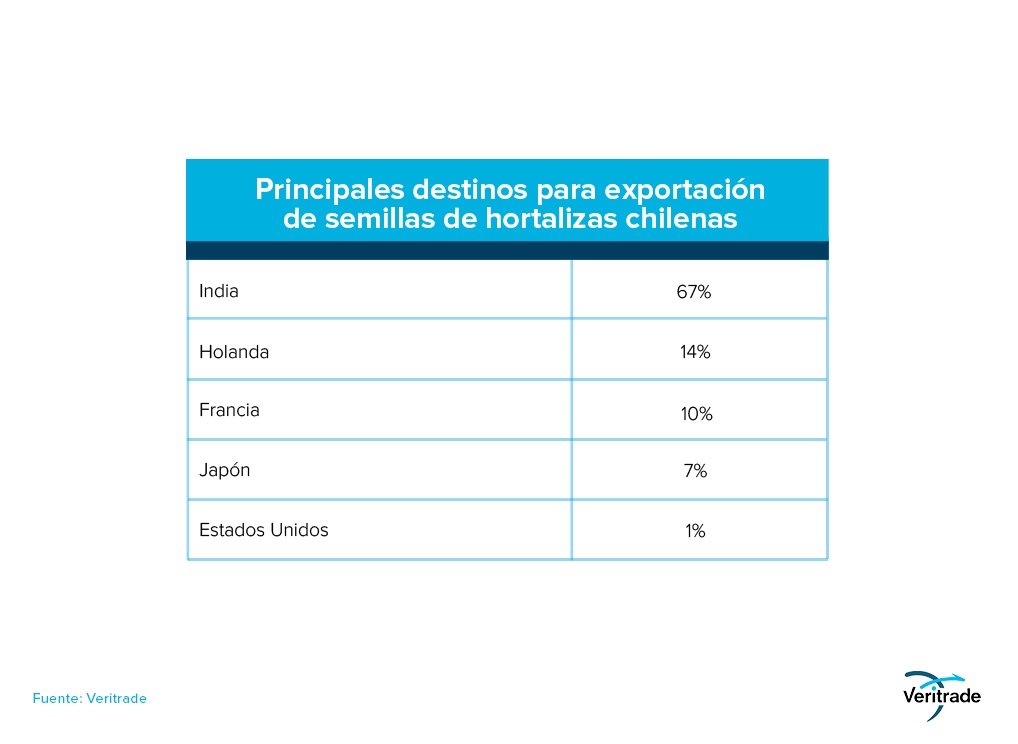 Principales destinos para exportación
de semillas de hortalizas chilenas
India 67%
Holanda 14%
Francia 10%
Japón 7%
Estados Unidos 1%
Fuente: Veritrade
Veritrade